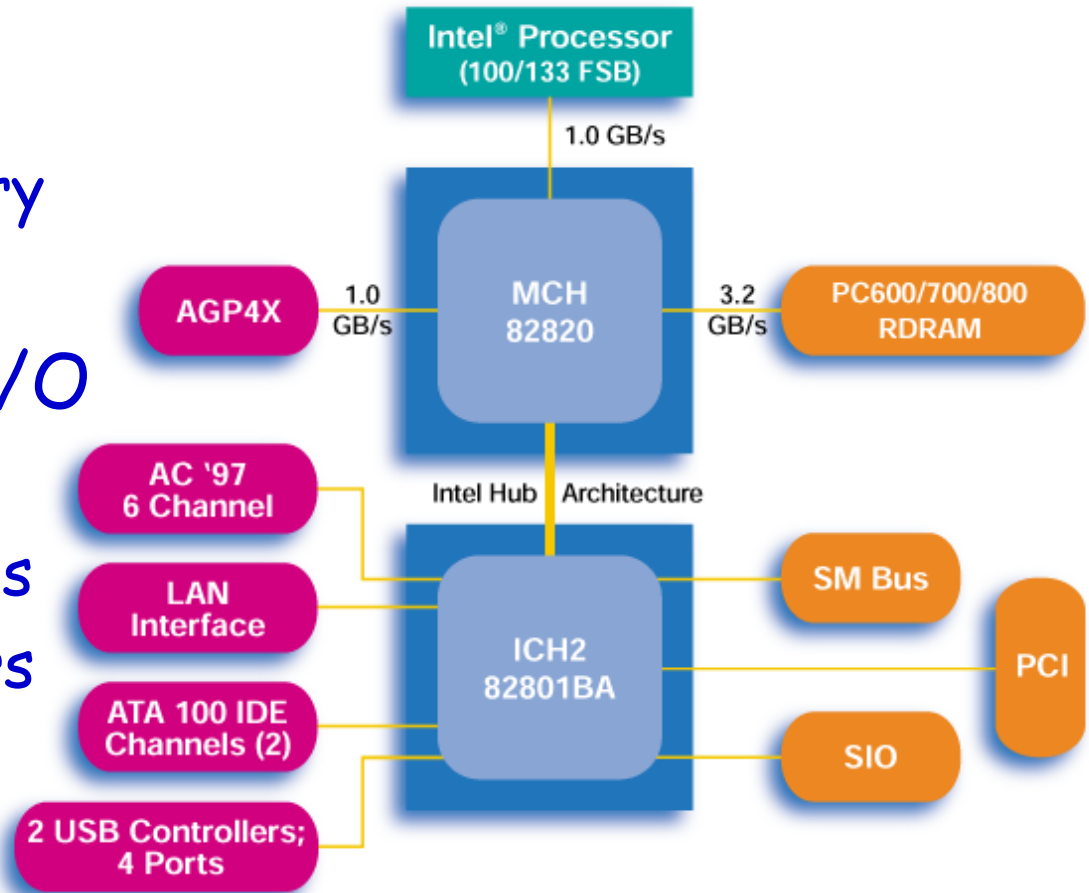 Intel® Processor
(100/133 FSB)
1.0 GB/s
ry
/O
s
rs
AGP4X
1.0
GB/s
MCH
82820
3.2
GB/s
PC600/700/800
RDRAM
Intel Hub Architecture
AC '97
6 Channel
LAN
Interface
ATA 100 IDE
Channels (2)
2 USB Controllers;
4 Ports
ICH2
82801BA
SM Bus
PCI
SIO